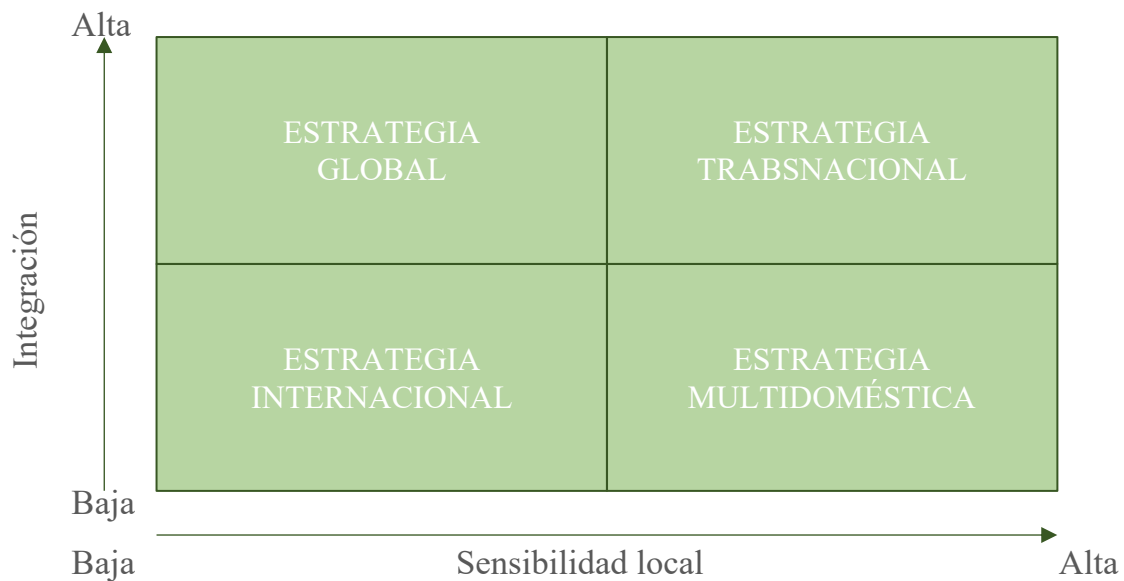 Alta
ESTRATEGIA
GLOBAL
ESTRATEGIA
TRABSNACIONAL
Integración
ESTRATEGIA
INTERNACIONAL
ESTRATEGIA
MULTIDOMÉSTICA
Baja
Baja
Sensibilidad local
Alta